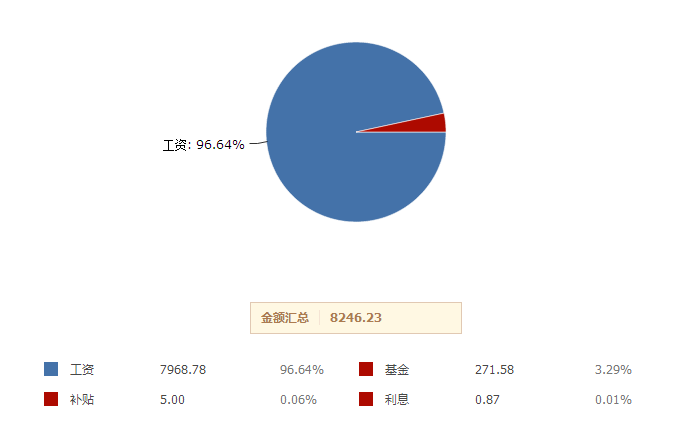 工资: 96.64%
金额汇总 8246.23
工资 7968.78 96.64% 基金 271.58 3.29%
补贴 5.00 0.06% 利息 0.87 0.01%